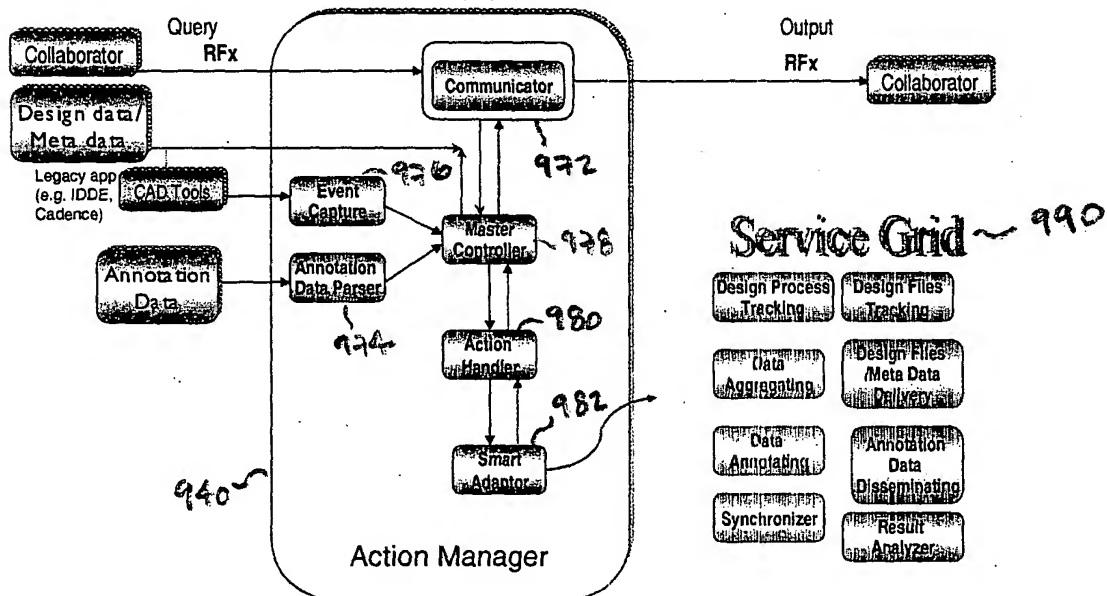 Query
Output
Collaborator
RFx
RFx
Communicator
Collaborator
Design data/
Meta data
972
Legacy app
(e.g. IDDE,
Cadence)
CAD Tools
976
Event
Capture
Master
Controller
978
Service Grid
990
Annotation
Data
Annotation
Data Parser
974
Design Process
Tracking
Design Files
Tracking
980
Action
Handler
Data
Aggregating
Design Files
/Meta Data
Delivery
982
Smart
Adaptor
Data
Annotating
Annotation
Data
Disseminating
940
Synchronizer
Result
Analyzer
Action Manager